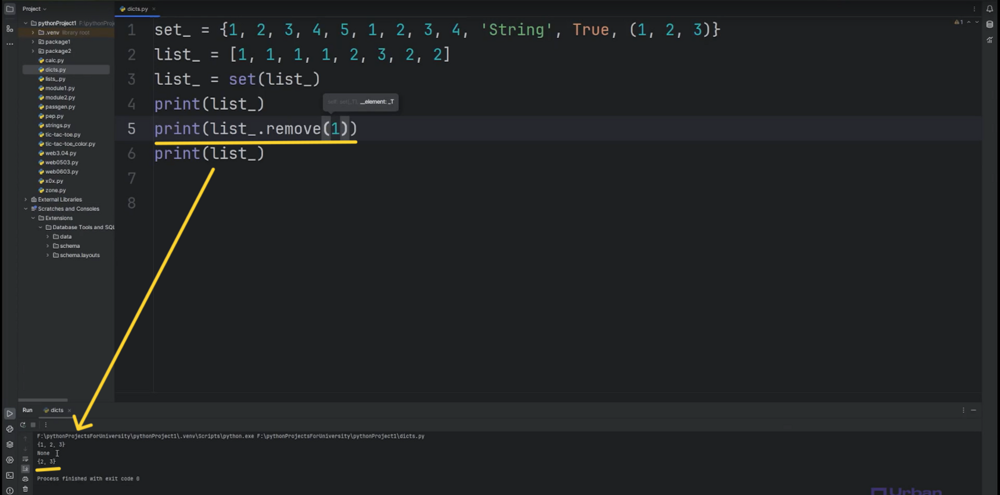 Project
dicts.py
pythonProject1 F:\pythonProj
.venv library root
package1
package2
calc.py
dicts.py
lists_.py
module1.py
module2.py
passgen.py
pep.py
strings.py
tic-tac-toe.py
tic-tac-toe_color.py
web3.04.py
web0503.py
web0603.py
x0x.py
zone.py
External Libraries
Scratches and Consoles
Extensions
Database Tools and SQL
data
schema
schema.layouts
1 set_ = {1, 2, 3, 4, 5, 1, 2, 3, 4, 'String', True, (1, 2, 3)}
1
2 list_ = [1, 1, 1, 1, 2, 3, 2, 2]
3 list_ = set(list_)
4 print(list_)
self: set[_T], __element: _T
5 print(list_.remove(1))
6 print(list_)
7
8
Run dicts
F:\pythonProjectsForUniversity\pythonProject1\.venv\Scripts\python.exe F:\pythonProjectsForUniversity\pythonProject1\dicts.py
{1, 2, 3}
None
{2, 3}
Process finished with exit code 0
Urban